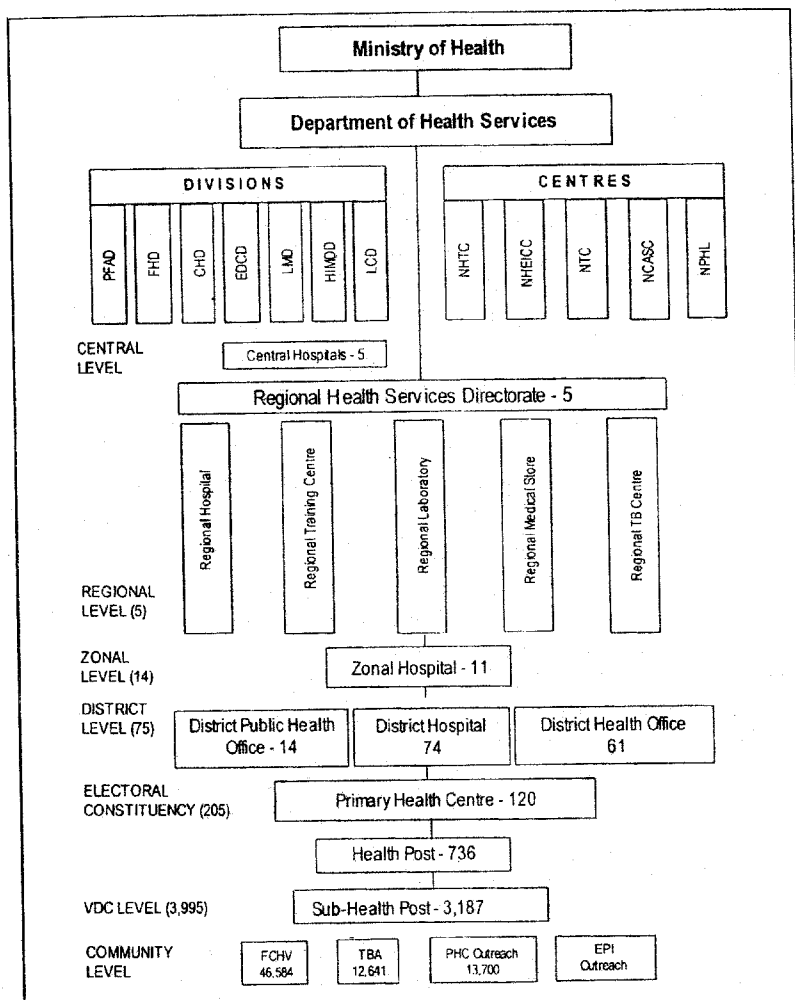 Ministry of Health
Department of Health Services
DIVISIONS
CENTRES
PFAD
FHD
CHD
EDCD
LMD
HIMDD
LCD
NHTC
NHEICC
NTC
NCASC
NPHL
CENTRAL
LEVEL
Central Hospitals - 5
Regional Health Services Directorate - 5
Regional Hospital
Regional Training Centre
Regional Laboratory
Regional Medical Store
Regional TB Centre
REGIONAL
LEVEL (5)
ZONAL
LEVEL (14)
Zonal Hospital - 11
DISTRICT
LEVEL (75)
District Public Health
Office - 14
District Hospital
74
District Health Office
61
ELECTORAL
CONSTITUENCY (205)
Primary Health Centre - 120
Health Post - 736
VDC LEVEL (3,995)
Sub-Health Post - 3,187
COMMUNITY
LEVEL
FCHV
46,584
TBA
12,641
PHC Outreach
13,700
EPI
Outreach